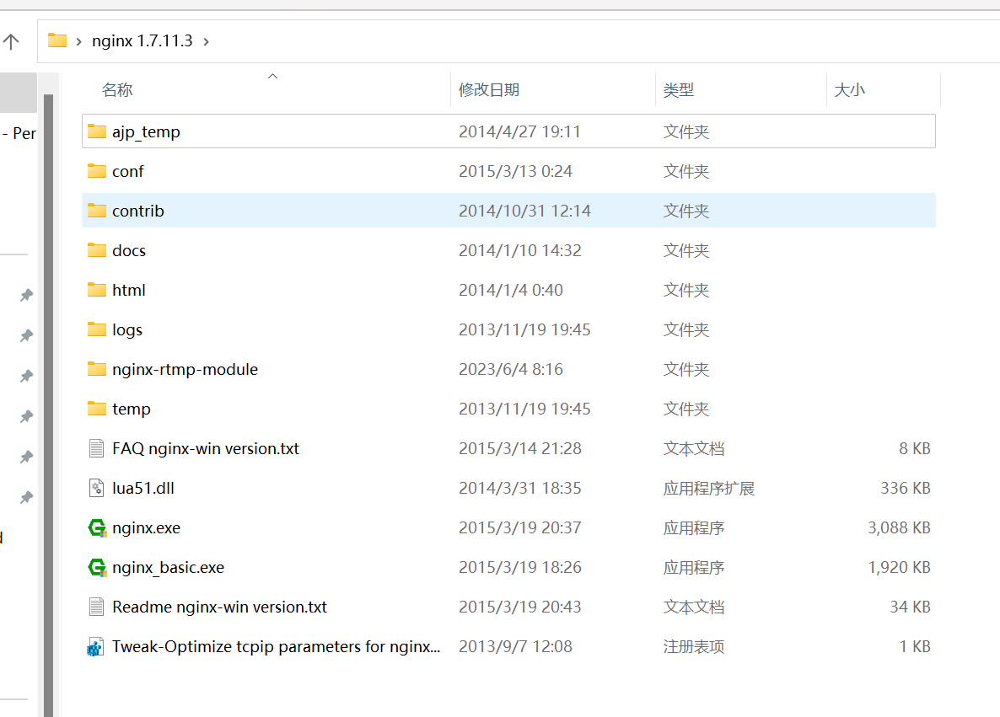 nginx 1.7.11.3
名称 修改日期 类型 大小
- Per
ajp_temp 2014/4/27 19:11 文件夹
conf 2015/3/13 0:24 文件夹
contrib 2014/10/31 12:14 文件夹
docs 2014/1/10 14:32 文件夹
html 2014/1/4 0:40 文件夹
logs 2013/11/19 19:45 文件夹
nginx-rtmp-module 2023/6/4 8:16 文件夹
temp 2013/11/19 19:45 文件夹
FAQ nginx-win version.txt 2015/3/14 21:28 文本文档 8 KB
lua51.dll 2014/3/31 18:35 应用程序扩展 336 KB
nginx.exe 2015/3/19 20:37 应用程序 3,088 KB
nginx_basic.exe 2015/3/19 18:26 应用程序 1,920 KB
Readme nginx-win version.txt 2015/3/19 20:43 文本文档 34 KB
Tweak-Optimize tcpip parameters for nginx... 2013/9/7 12:08 注册表项 1 KB